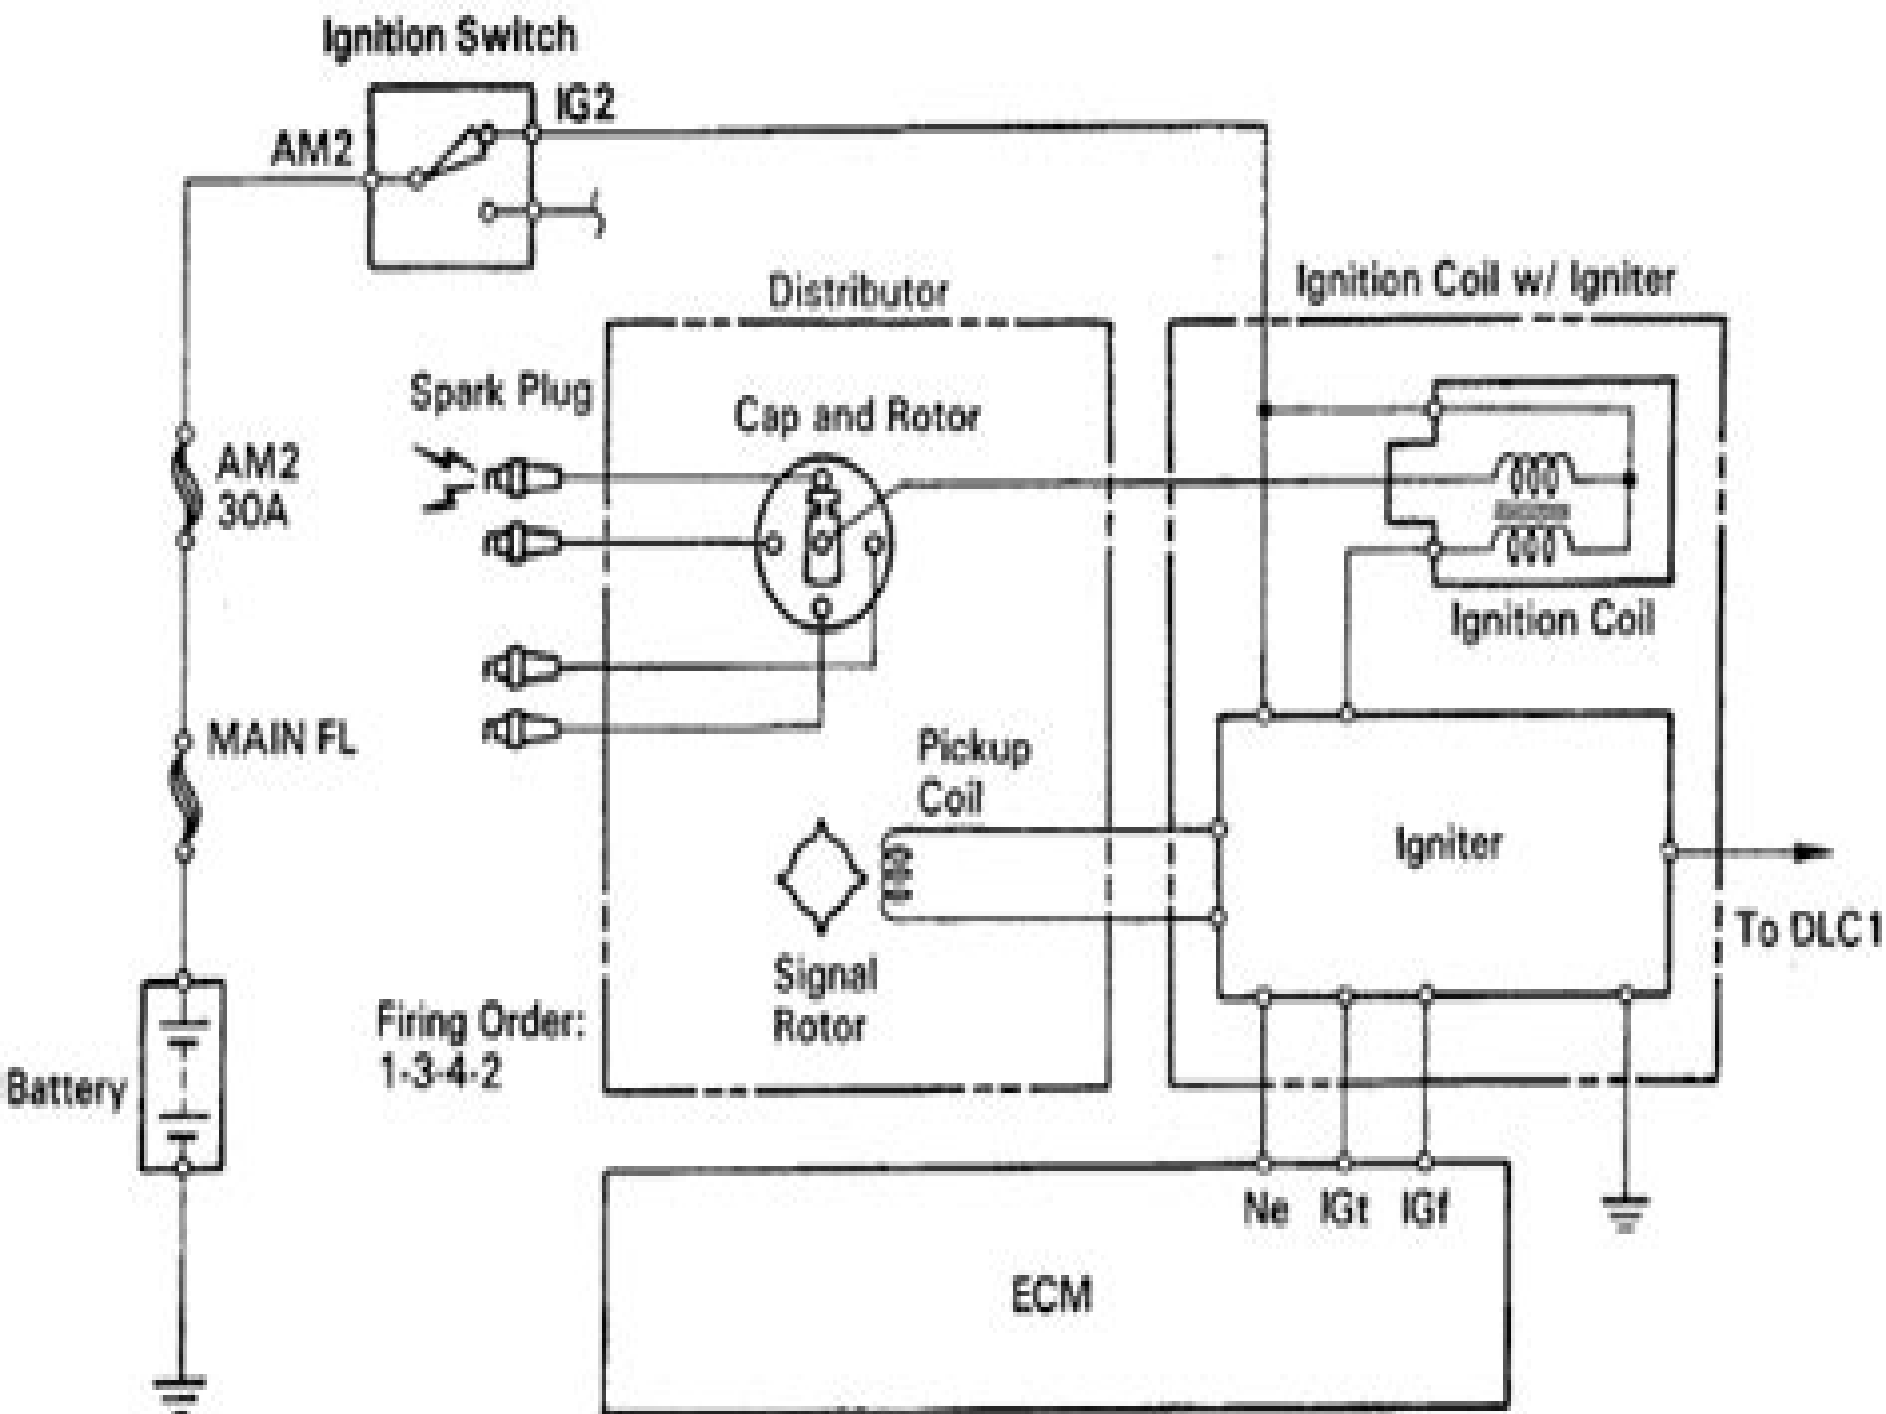 Ignition Switch
IG2
AM2
Distributor
Ignition Coil w/ Igniter
Spark Plug
Cap and Rotor
AM2
30A
Ignition Coil
MAIN FL
Pickup
Coil
Igniter
To DLC1
Signal
Rotor
Firing Order:
1-3-4-2
Battery
Ne IGt IGf
ECM